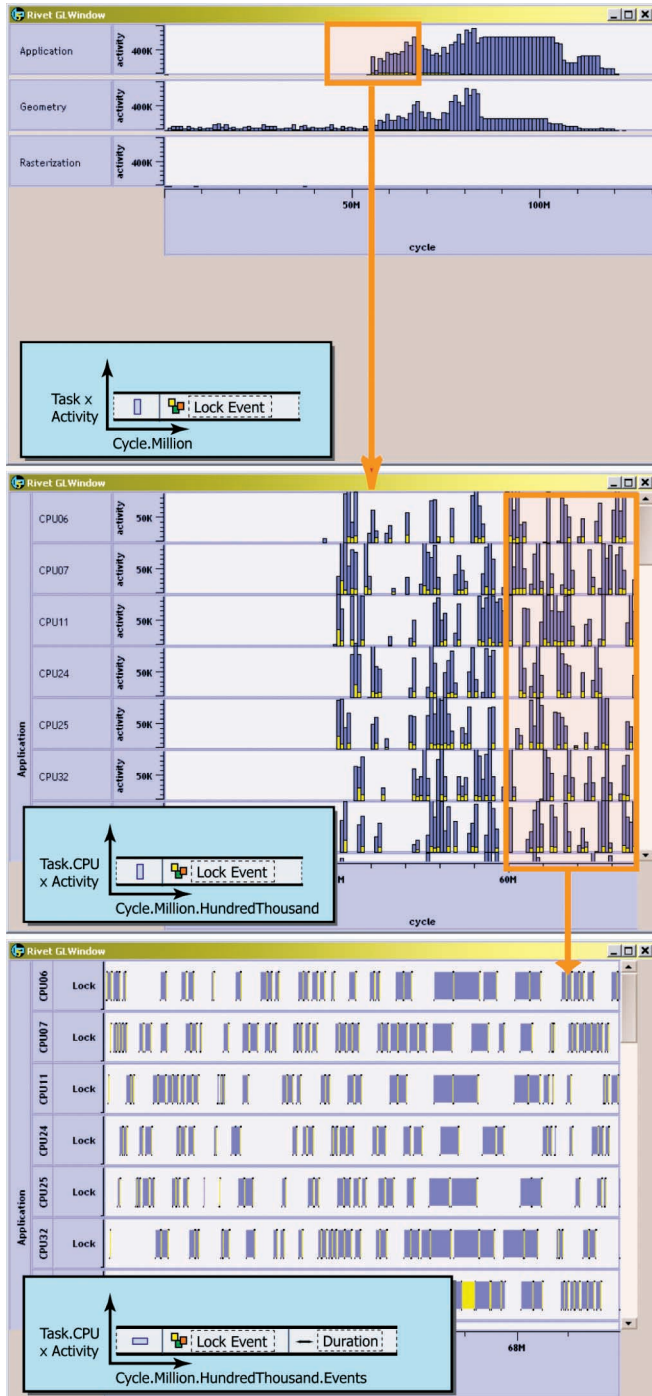 Rivet GLWindow
Application
activity
400K
Geometry
activity
400K
Rasterization
activity
400K
50M
100M
cycle
Task x
Activity
Lock Event
Cycle.Million
Rivet GLWindow
Application
CPU06
activity
50K
CPU07
activity
50K
CPU11
activity
50K
CPU24
activity
50K
CPU25
activity
50K
CPU32
activity
50K
Task.CPU
x Activity
Lock Event
Cycle.Million.HundredThousand
M
60M
cycle
Rivet GLWindow
Application
CPU06
Lock
CPU07
Lock
CPU11
Lock
CPU24
Lock
CPU25
Lock
CPU32
Lock
Task.CPU
x Activity
Lock Event
Duration
Cycle.Million.HundredThousand.Events
68M